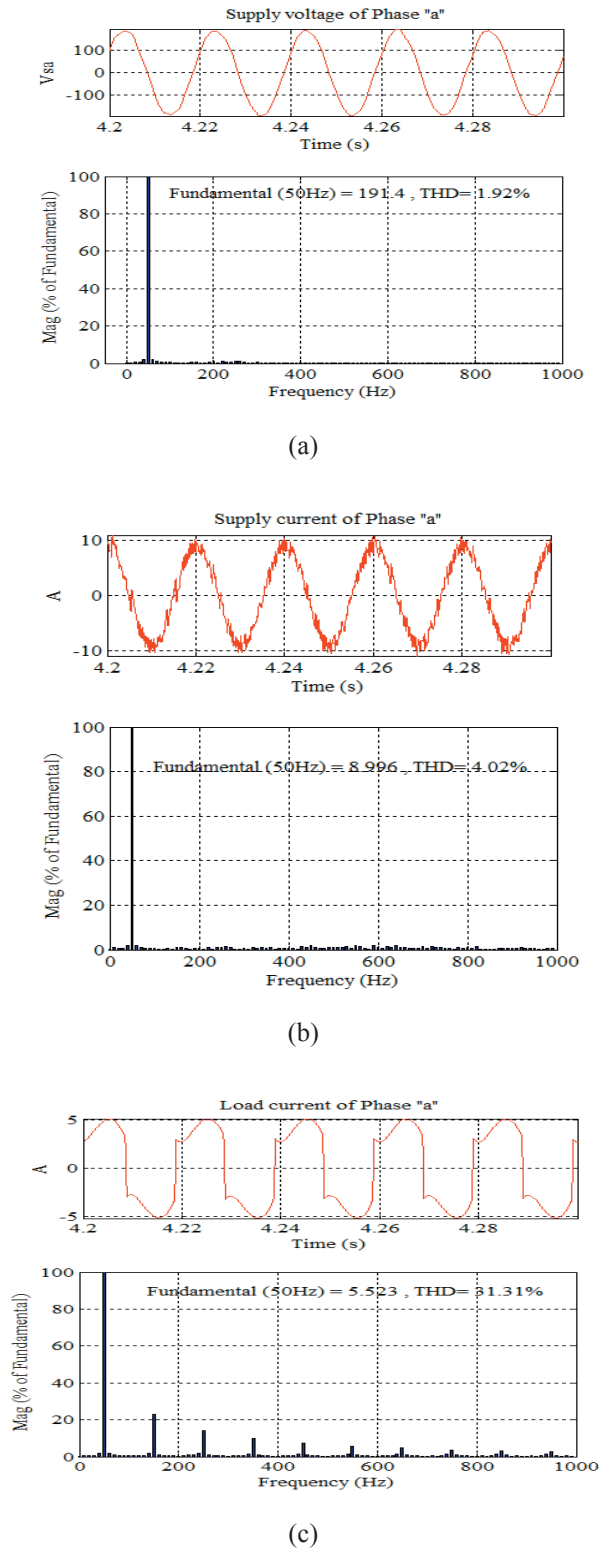 Supply voltage of Phase "a"
Vsa
100
0
-100
4.2 4.22 4.24 4.26 4.28
Time (s)
Mag (% of Fundamental)
100
80
60
40
20
0
Fundamental (50Hz) = 191.4 , THD= 1.92%
0 200 400 600 800 1000
Frequency (Hz)
(a)
Supply current of Phase "a"
A
10
0
-10
4.2 4.22 4.24 4.26 4.28
Time (s)
Mag (% of Fundamental)
100
80
60
40
20
0
Fundamental (50Hz) = 8.996 , THD= 4.02%
0 200 400 600 800 1000
Frequency (Hz)
(b)
Load current of Phase "a"
A
5
0
-5
4.2 4.22 4.24 4.26 4.28
Time (s)
Mag (% of Fundamental)
100
80
60
40
20
0
Fundamental (50Hz) = 5.523 , THD= 31.31%
0 200 400 600 800 1000
Frequency (Hz)
(c)